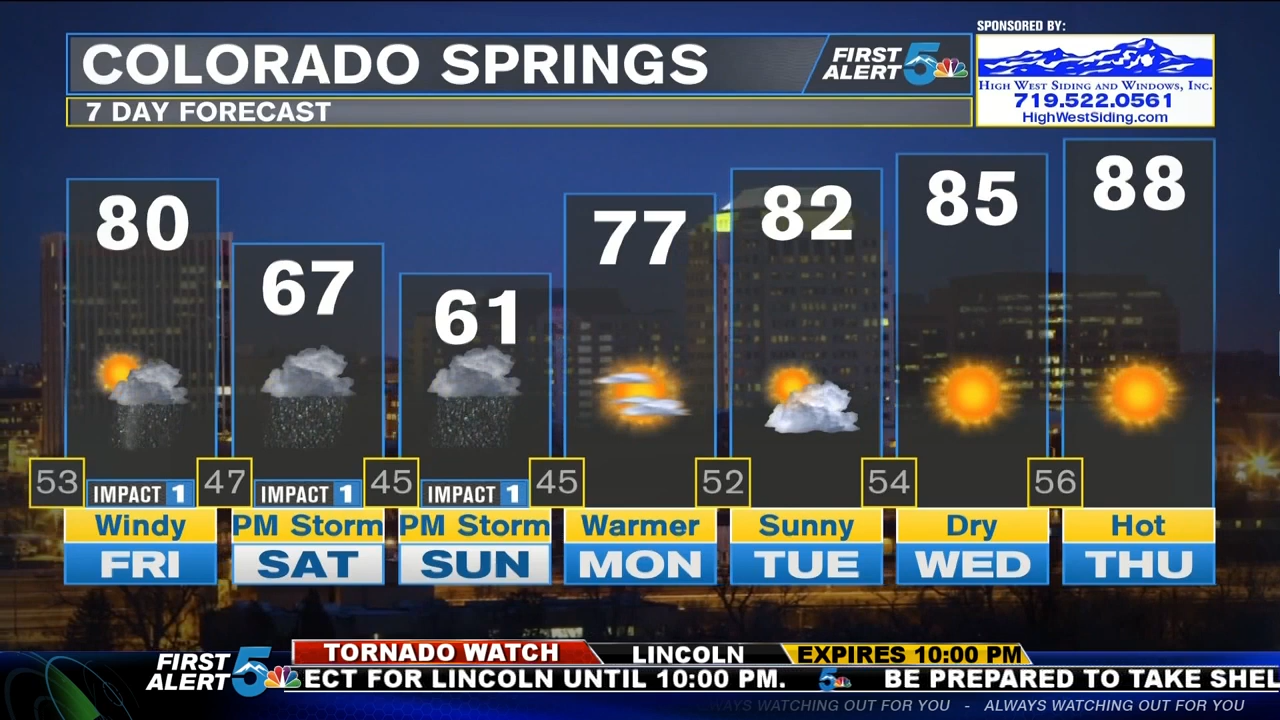 SPONSORED BY:
COLORADO SPRINGS
FIRST ALERT 5
7 DAY FORECAST
HIGH WEST SIDING AND WINDOWS, INC.
719.522.0561
HighWestSiding.com
80 67 61 77 82 85 88
53 47 45 45 52 54 56
IMPACT 1 IMPACT 1 IMPACT 1
Windy PM Storm PM Storm Warmer Sunny Dry Hot
FRI SAT SUN MON TUE WED THU
TORNADO WATCH LINCOLN EXPIRES 10:00 PM
FIRST ALERT 5
ECT FOR LINCOLN UNTIL 10:00 PM. 5 BE PREPARED TO TAKE SHEL
WAYS WATCHING OUT FOR YOU - ALWAYS WATCHING OUT FOR YOU